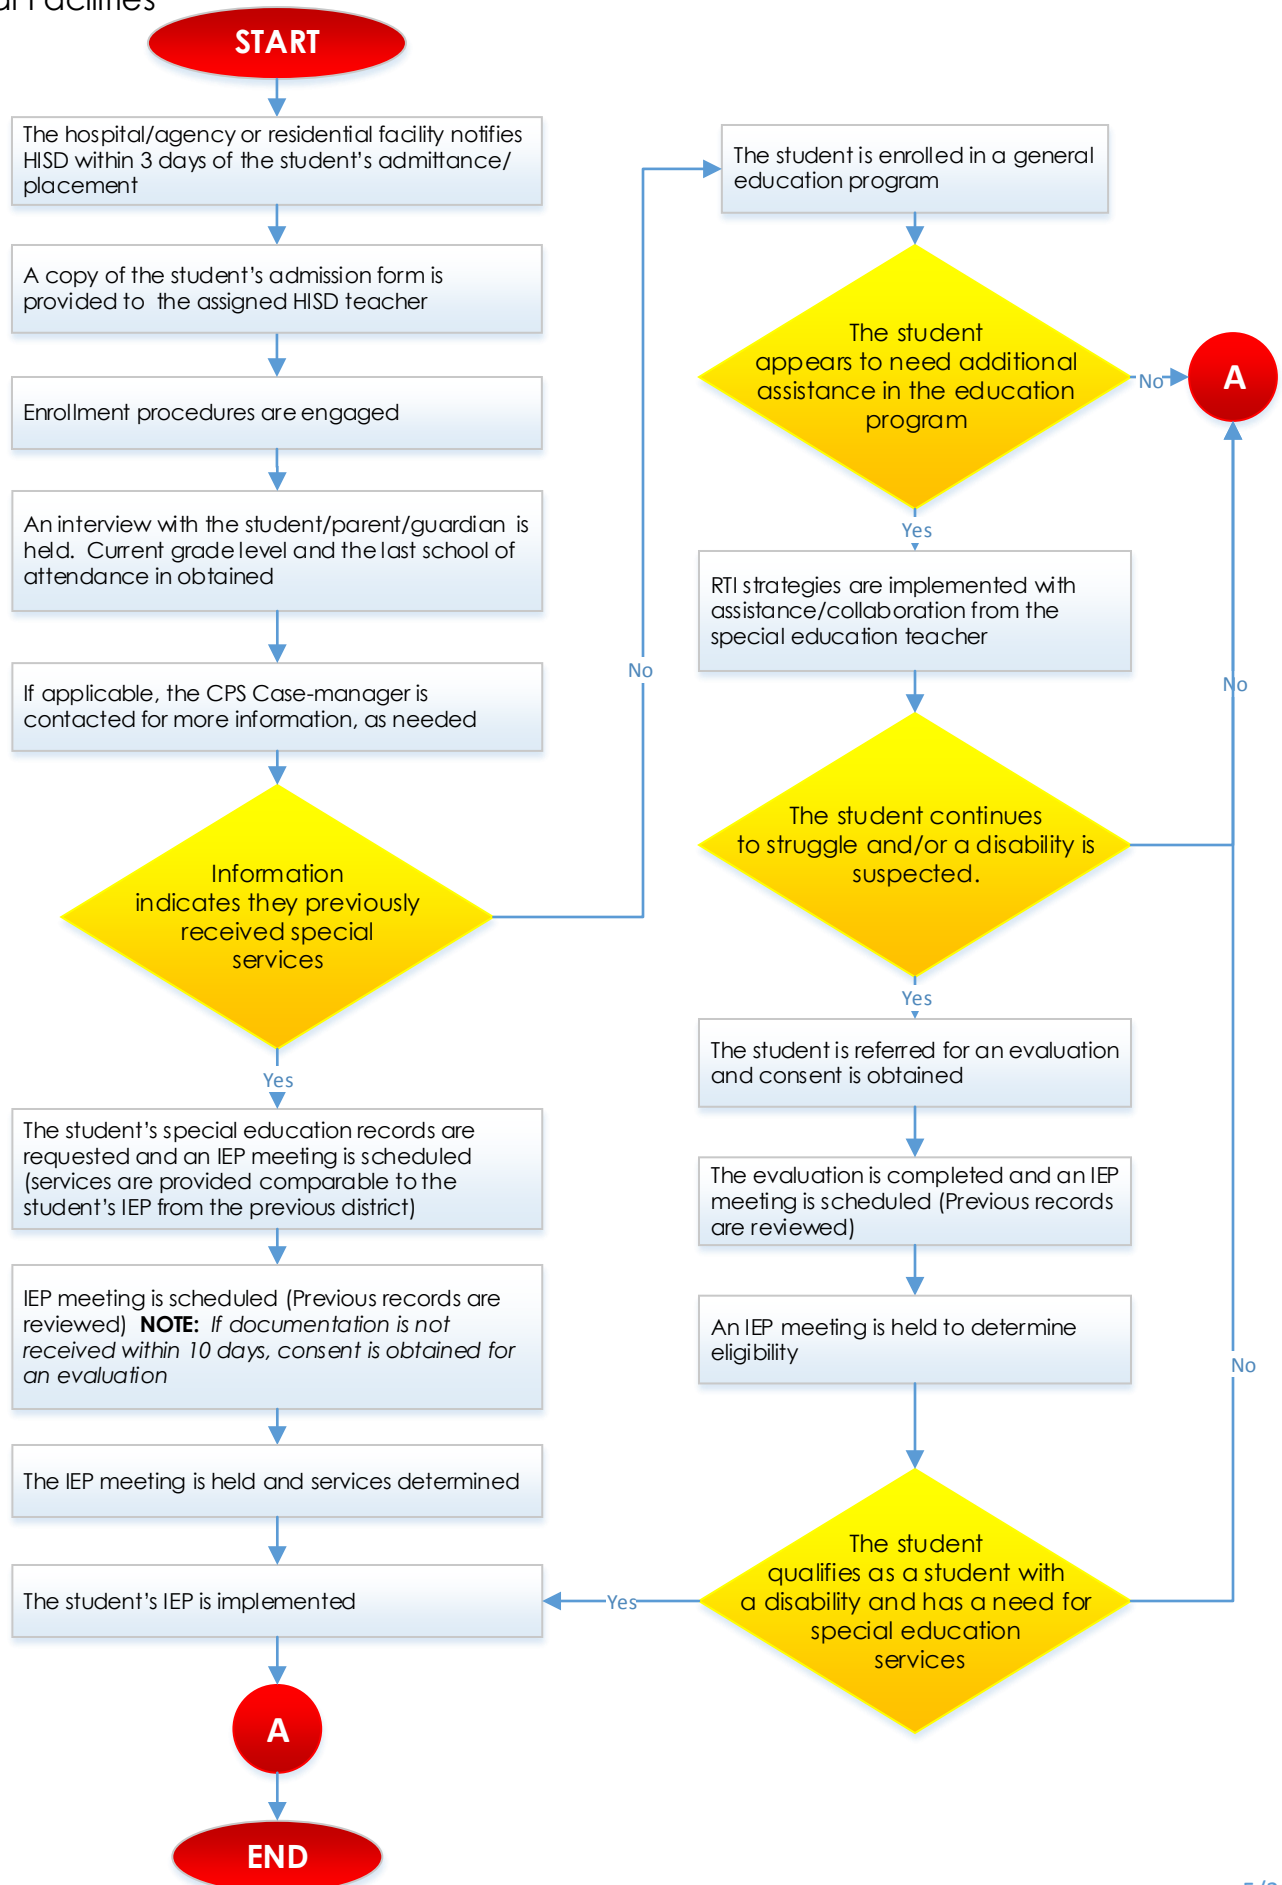 START
The hospital/agency or residential facility notifies
HISD within 3 days of the student's admittance/
placement
A copy of the student's admission form is
provided to the assigned HISD teacher
Enrollment procedures are engaged
An interview with the student/parent/guardian is
held. Current grade level and the last school of
attendance in obtained
If applicable, the CPS Case-manager is
contacted for more information, as needed
Information
indicates they previously
received special
services
No
Yes
The student's special education records are
requested and an IEP meeting is scheduled
(services are provided comparable to the
student's IEP from the previous district)
IEP meeting is scheduled (Previous records are
reviewed) NOTE: If documentation is not
received within 10 days, consent is obtained for
an evaluation
The IEP meeting is held and services determined
The student's IEP is implemented
A
END
The student is enrolled in a general
education program
The student
appears to need additional
assistance in the education
program
No
A
Yes
RTI strategies are implemented with
assistance/collaboration from the
special education teacher
The student continues
to struggle and/or a disability is
suspected.
No
Yes
The student is referred for an evaluation
and consent is obtained
The evaluation is completed and an IEP
meeting is scheduled (Previous records
are reviewed)
An IEP meeting is held to determine
eligibility
The student
qualifies as a student with
a disability and has a need for
special education
services
No
Yes